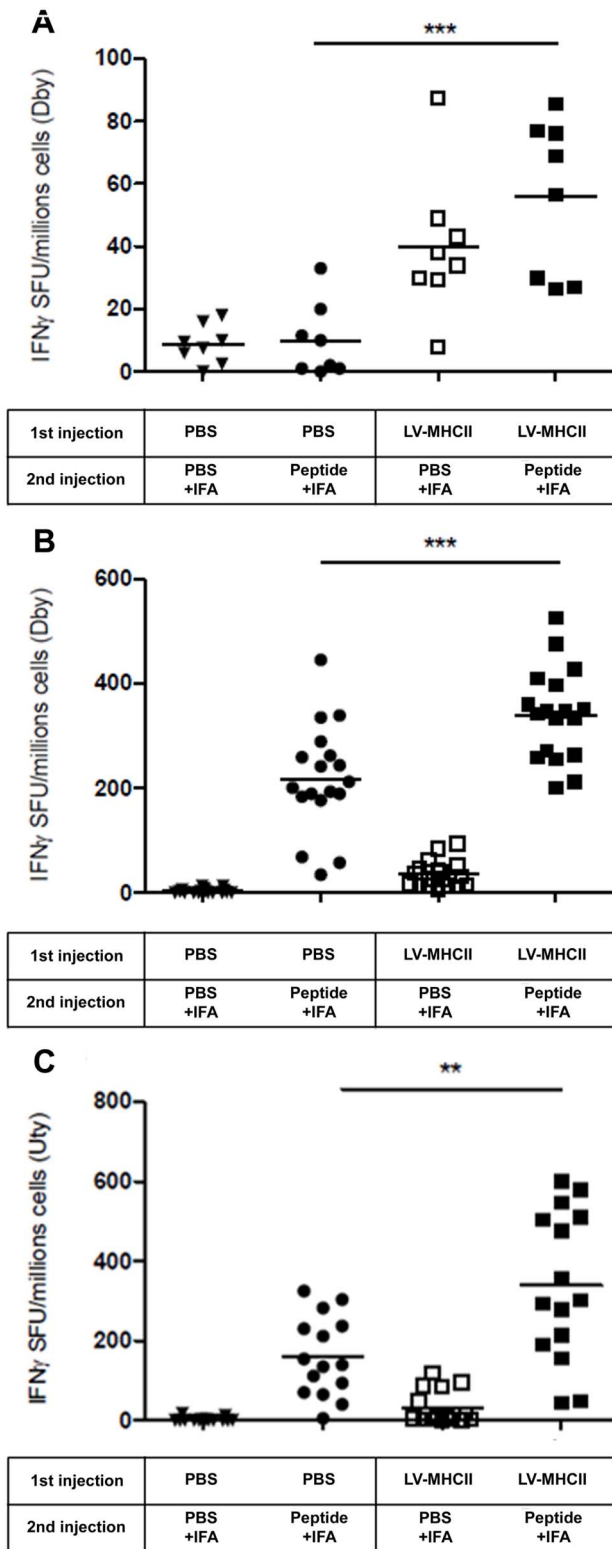 A
***
IFNγ SFU/millions cells (Dby)
100
80
60
40
20
0
1st injection PBS PBS LV-MHCII LV-MHCII
2nd injection PBS +IFA Peptide +IFA PBS +IFA Peptide +IFA
B
***
IFNγ SFU/millions cells (Dby)
600
400
200
0
1st injection PBS PBS LV-MHCII LV-MHCII
2nd injection PBS +IFA Peptide +IFA PBS +IFA Peptide +IFA
C
**
IFNγ SFU/millions cells (Uty)
800
600
400
200
0
1st injection PBS PBS LV-MHCII LV-MHCII
2nd injection PBS +IFA Peptide +IFA PBS +IFA Peptide +IFA